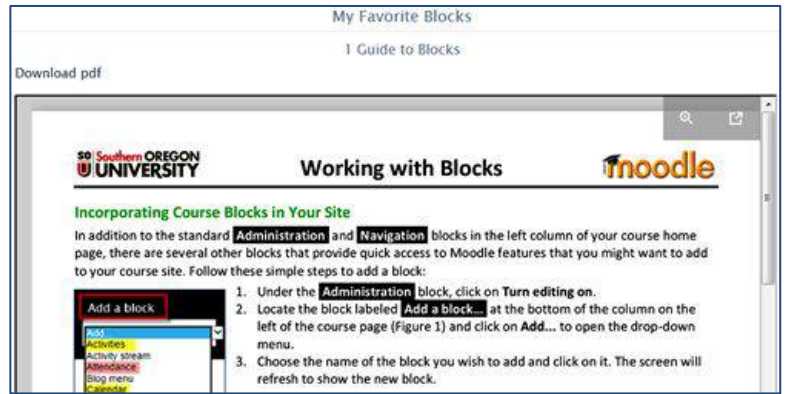 My Favorite Blocks
1 Guide to Blocks
Download pdf
SO Southern OREGON
U UNIVERSITY
Working with Blocks
moodle
Incorporating Course Blocks in Your Site
In addition to the standard Administration and Navigation blocks in the left column of your course home
page, there are several other blocks that provide quick access to Moodle features that you might want to add
to your course site. Follow these simple steps to add a block:
1. Under the Administration block, click on Turn editing on.
2. Locate the block labeled Add a block... at the bottom of the column on the
left of the course page (Figure 1) and click on Add... to open the drop-down
menu.
3. Choose the name of the block you wish to add and click on it. The screen will
refresh to show the new block.
Add a block
Add
Activities
Activity stream
Attendance
Blog menu
Calendar